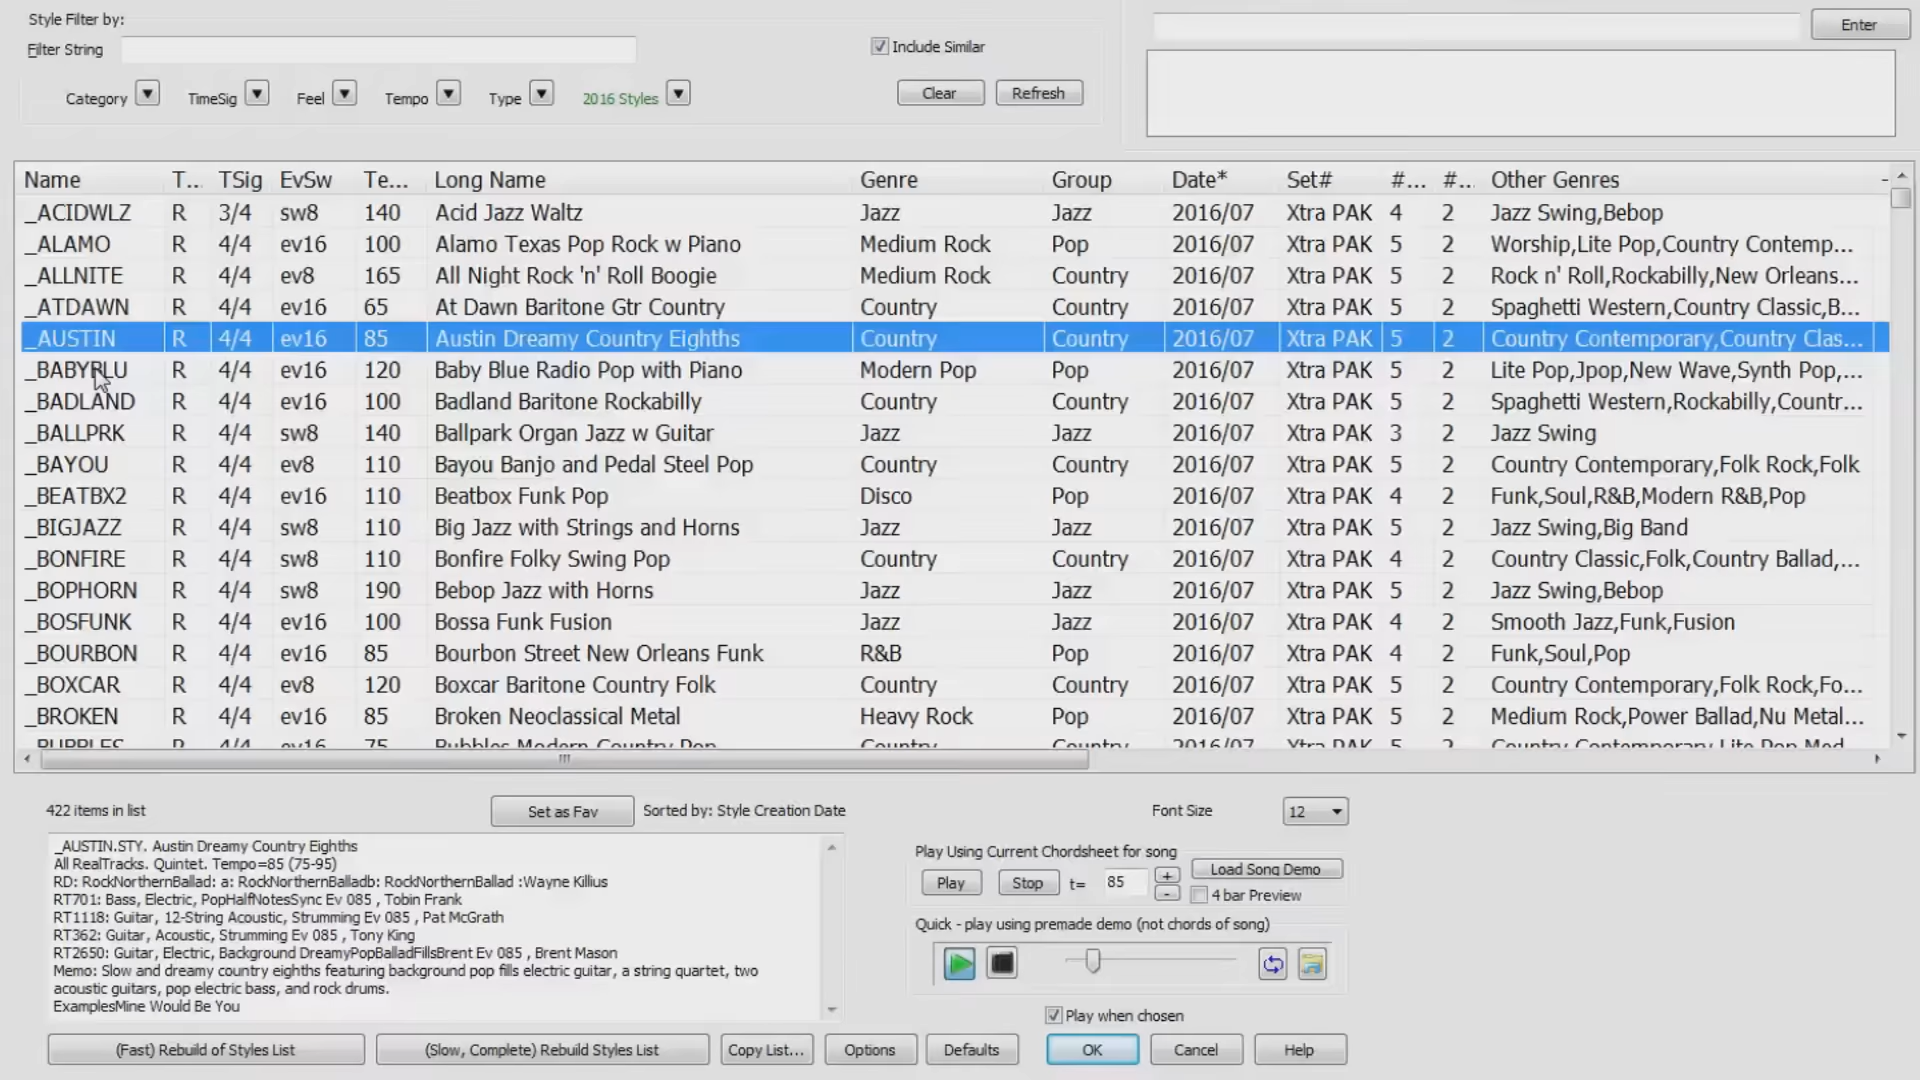 Style Filter by:
Filter String
Include Similar
Enter
Category TimeSig Feel Tempo Type 2016 Styles Clear Refresh
Name T... TSig EvSw Te... Long Name Genre Group Date* Set# #... #... Other Genres
_ACIDWLZ R 3/4 sw8 140 Acid Jazz Waltz Jazz Jazz 2016/07 Xtra PAK 4 2 Jazz Swing,Bebop
_ALAMO R 4/4 ev16 100 Alamo Texas Pop Rock w Piano Medium Rock Pop 2016/07 Xtra PAK 5 2 Worship,Lite Pop,Country Contemp...
_ALLNITE R 4/4 ev8 165 All Night Rock 'n' Roll Boogie Medium Rock Country 2016/07 Xtra PAK 5 2 Rock n' Roll,Rockabilly,New Orleans...
_ATDAWN R 4/4 ev16 65 At Dawn Baritone Gtr Country Country Country 2016/07 Xtra PAK 5 2 Spaghetti Western,Country Classic,B...
_AUSTIN R 4/4 ev16 85 Austin Dreamy Country Eighths Country Country 2016/07 Xtra PAK 5 2 Country Contemporary,Country Clas...
_BABYBLU R 4/4 ev16 120 Baby Blue Radio Pop with Piano Modern Pop Pop 2016/07 Xtra PAK 5 2 Lite Pop,Jpop,New Wave,Synth Pop,...
_BADLAND R 4/4 ev16 100 Badland Baritone Rockabilly Country Country 2016/07 Xtra PAK 5 2 Spaghetti Western,Rockabilly,Countr...
_BALLPRK R 4/4 sw8 140 Ballpark Organ Jazz w Guitar Jazz Jazz 2016/07 Xtra PAK 3 2 Jazz Swing
_BAYOU R 4/4 ev8 110 Bayou Banjo and Pedal Steel Pop Country Country 2016/07 Xtra PAK 5 2 Country Contemporary,Folk Rock,Folk
_BEATBX2 R 4/4 ev16 110 Beatbox Funk Pop Disco Pop 2016/07 Xtra PAK 4 2 Funk,Soul,R&B,Modern R&B,Pop
_BIGJAZZ R 4/4 sw8 110 Big Jazz with Strings and Horns Jazz Jazz 2016/07 Xtra PAK 5 2 Jazz Swing,Big Band
_BONFIRE R 4/4 sw8 110 Bonfire Folky Swing Pop Country Country 2016/07 Xtra PAK 4 2 Country Classic,Folk,Country Ballad,...
_BOPHORN R 4/4 sw8 190 Bebop Jazz with Horns Jazz Jazz 2016/07 Xtra PAK 5 2 Jazz Swing,Bebop
_BOSFUNK R 4/4 ev16 100 Bossa Funk Fusion Jazz Jazz 2016/07 Xtra PAK 4 2 Smooth Jazz,Funk,Fusion
_BOURBON R 4/4 ev16 85 Bourbon Street New Orleans Funk R&B Pop 2016/07 Xtra PAK 4 2 Funk,Soul,Pop
_BOXCAR R 4/4 ev8 120 Boxcar Baritone Country Folk Country Country 2016/07 Xtra PAK 5 2 Country Contemporary,Folk Rock,Fo...
_BROKEN R 4/4 ev16 85 Broken Neoclassical Metal Heavy Rock Pop 2016/07 Xtra PAK 5 2 Medium Rock,Power Ballad,Nu Metal...
_BUBBLES R 4/4 ev16 75 Bubbles Modern Country Pop Country Country 2016/07 Xtra PAK 5 2 Country Contemporary,Lite Pop,Med...
422 items in list Set as Fav Sorted by: Style Creation Date Font Size 12
_AUSTIN.STY. Austin Dreamy Country Eighths
All RealTracks. Quintet. Tempo=85 (75-95)
RD: RockNorthernBallad: a: RockNorthernBalladb: RockNorthernBallad :Wayne Killius
RT701: Bass, Electric, PopHalfNotesSync Ev 085 , Tobin Frank
RT1118: Guitar, 12-String Acoustic, Strumming Ev 085 , Pat McGrath
RT362: Guitar, Acoustic, Strumming Ev 085 , Tony King
RT2650: Guitar, Electric, Background DreamyPopBalladFillsBrent Ev 085 , Brent Mason
Memo: Slow and dreamy country eighths featuring background pop fills electric guitar, a string quartet, two
acoustic guitars, pop electric bass, and rock drums.
ExamplesMine Would Be You
Play Using Current Chordsheet for song
Load Song Demo
Play Stop t= 85 + -
4 bar Preview
Quick - play using premade demo (not chords of song)
Play when chosen
(Fast) Rebuild of Styles List (Slow, Complete) Rebuild Styles List Copy List... Options Defaults OK Cancel Help